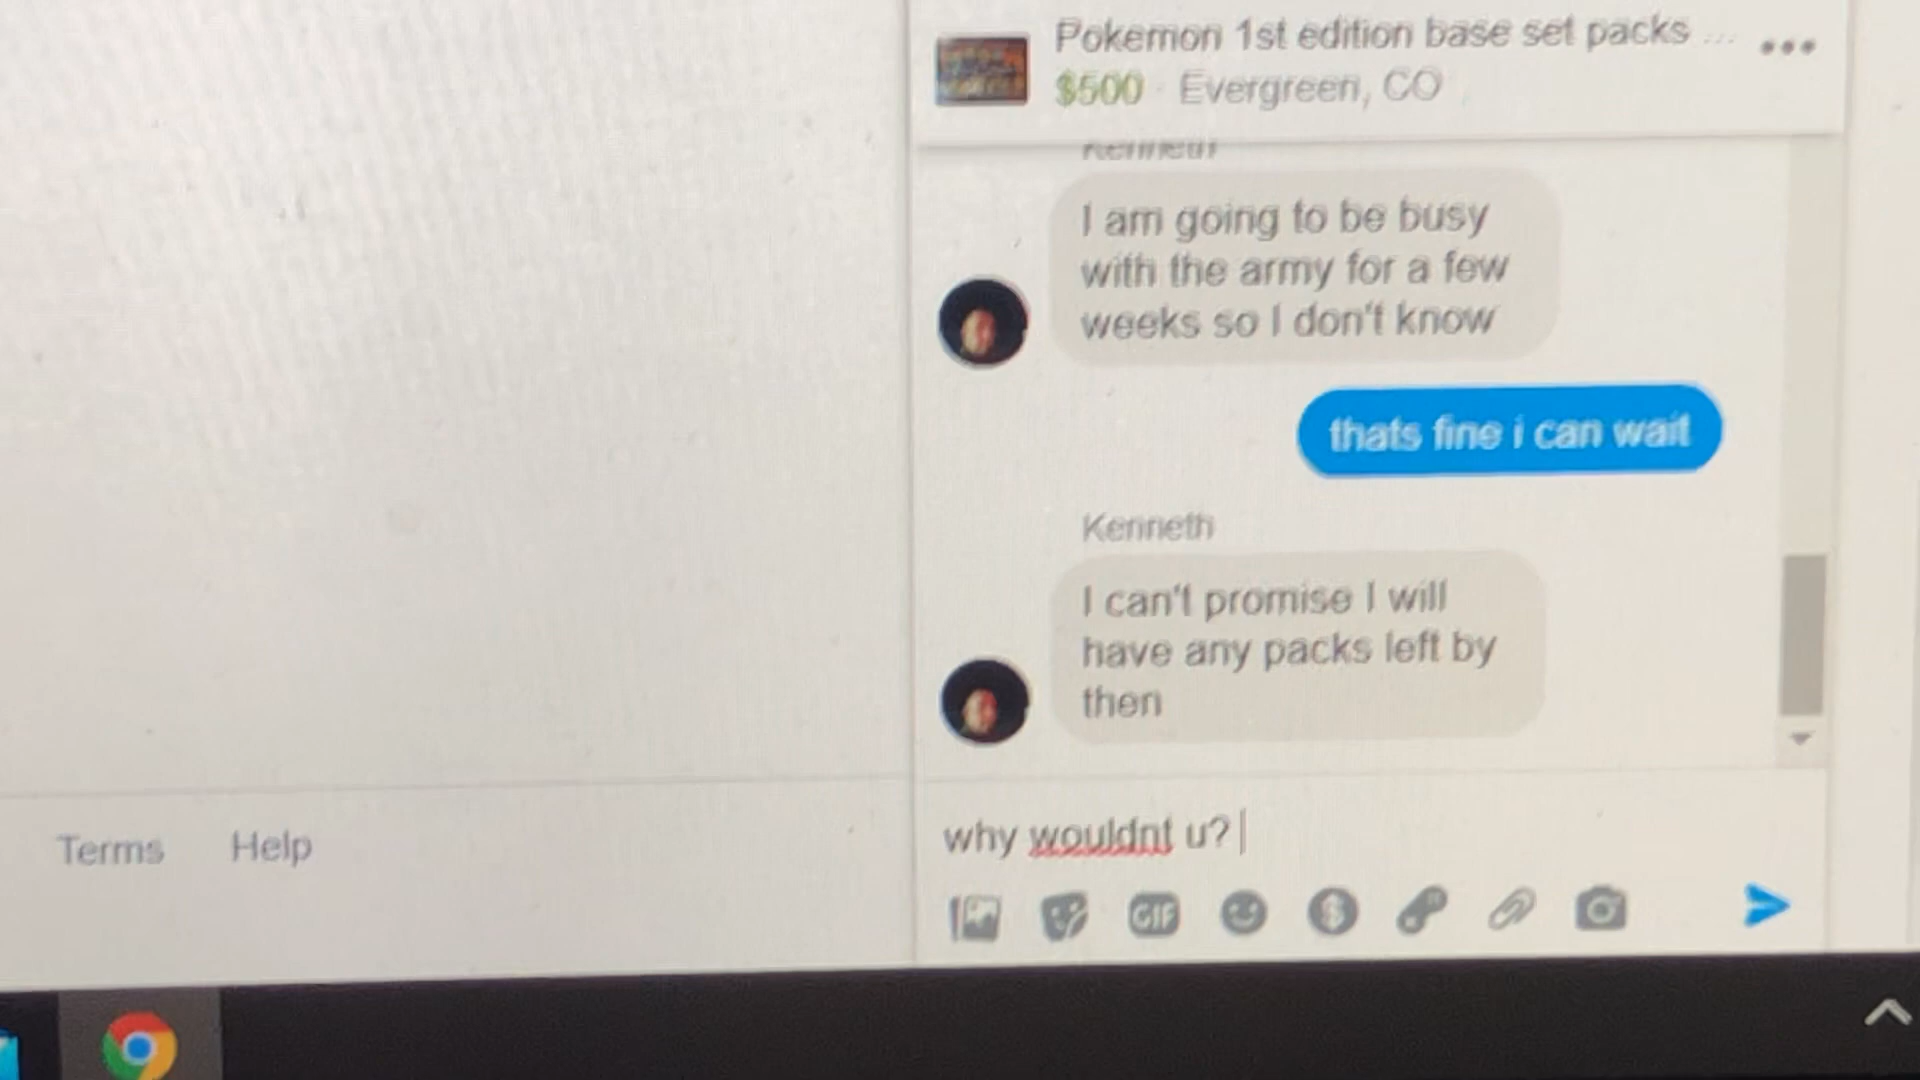 Pokemon 1st edition base set packs ...
$500 · Evergreen, CO
Kenneth
I am going to be busy
with the army for a few
weeks so I don't know
thats fine i can wait
Kenneth
I can't promise I will
have any packs left by
then
why wouldnt u?
GIF
Terms Help